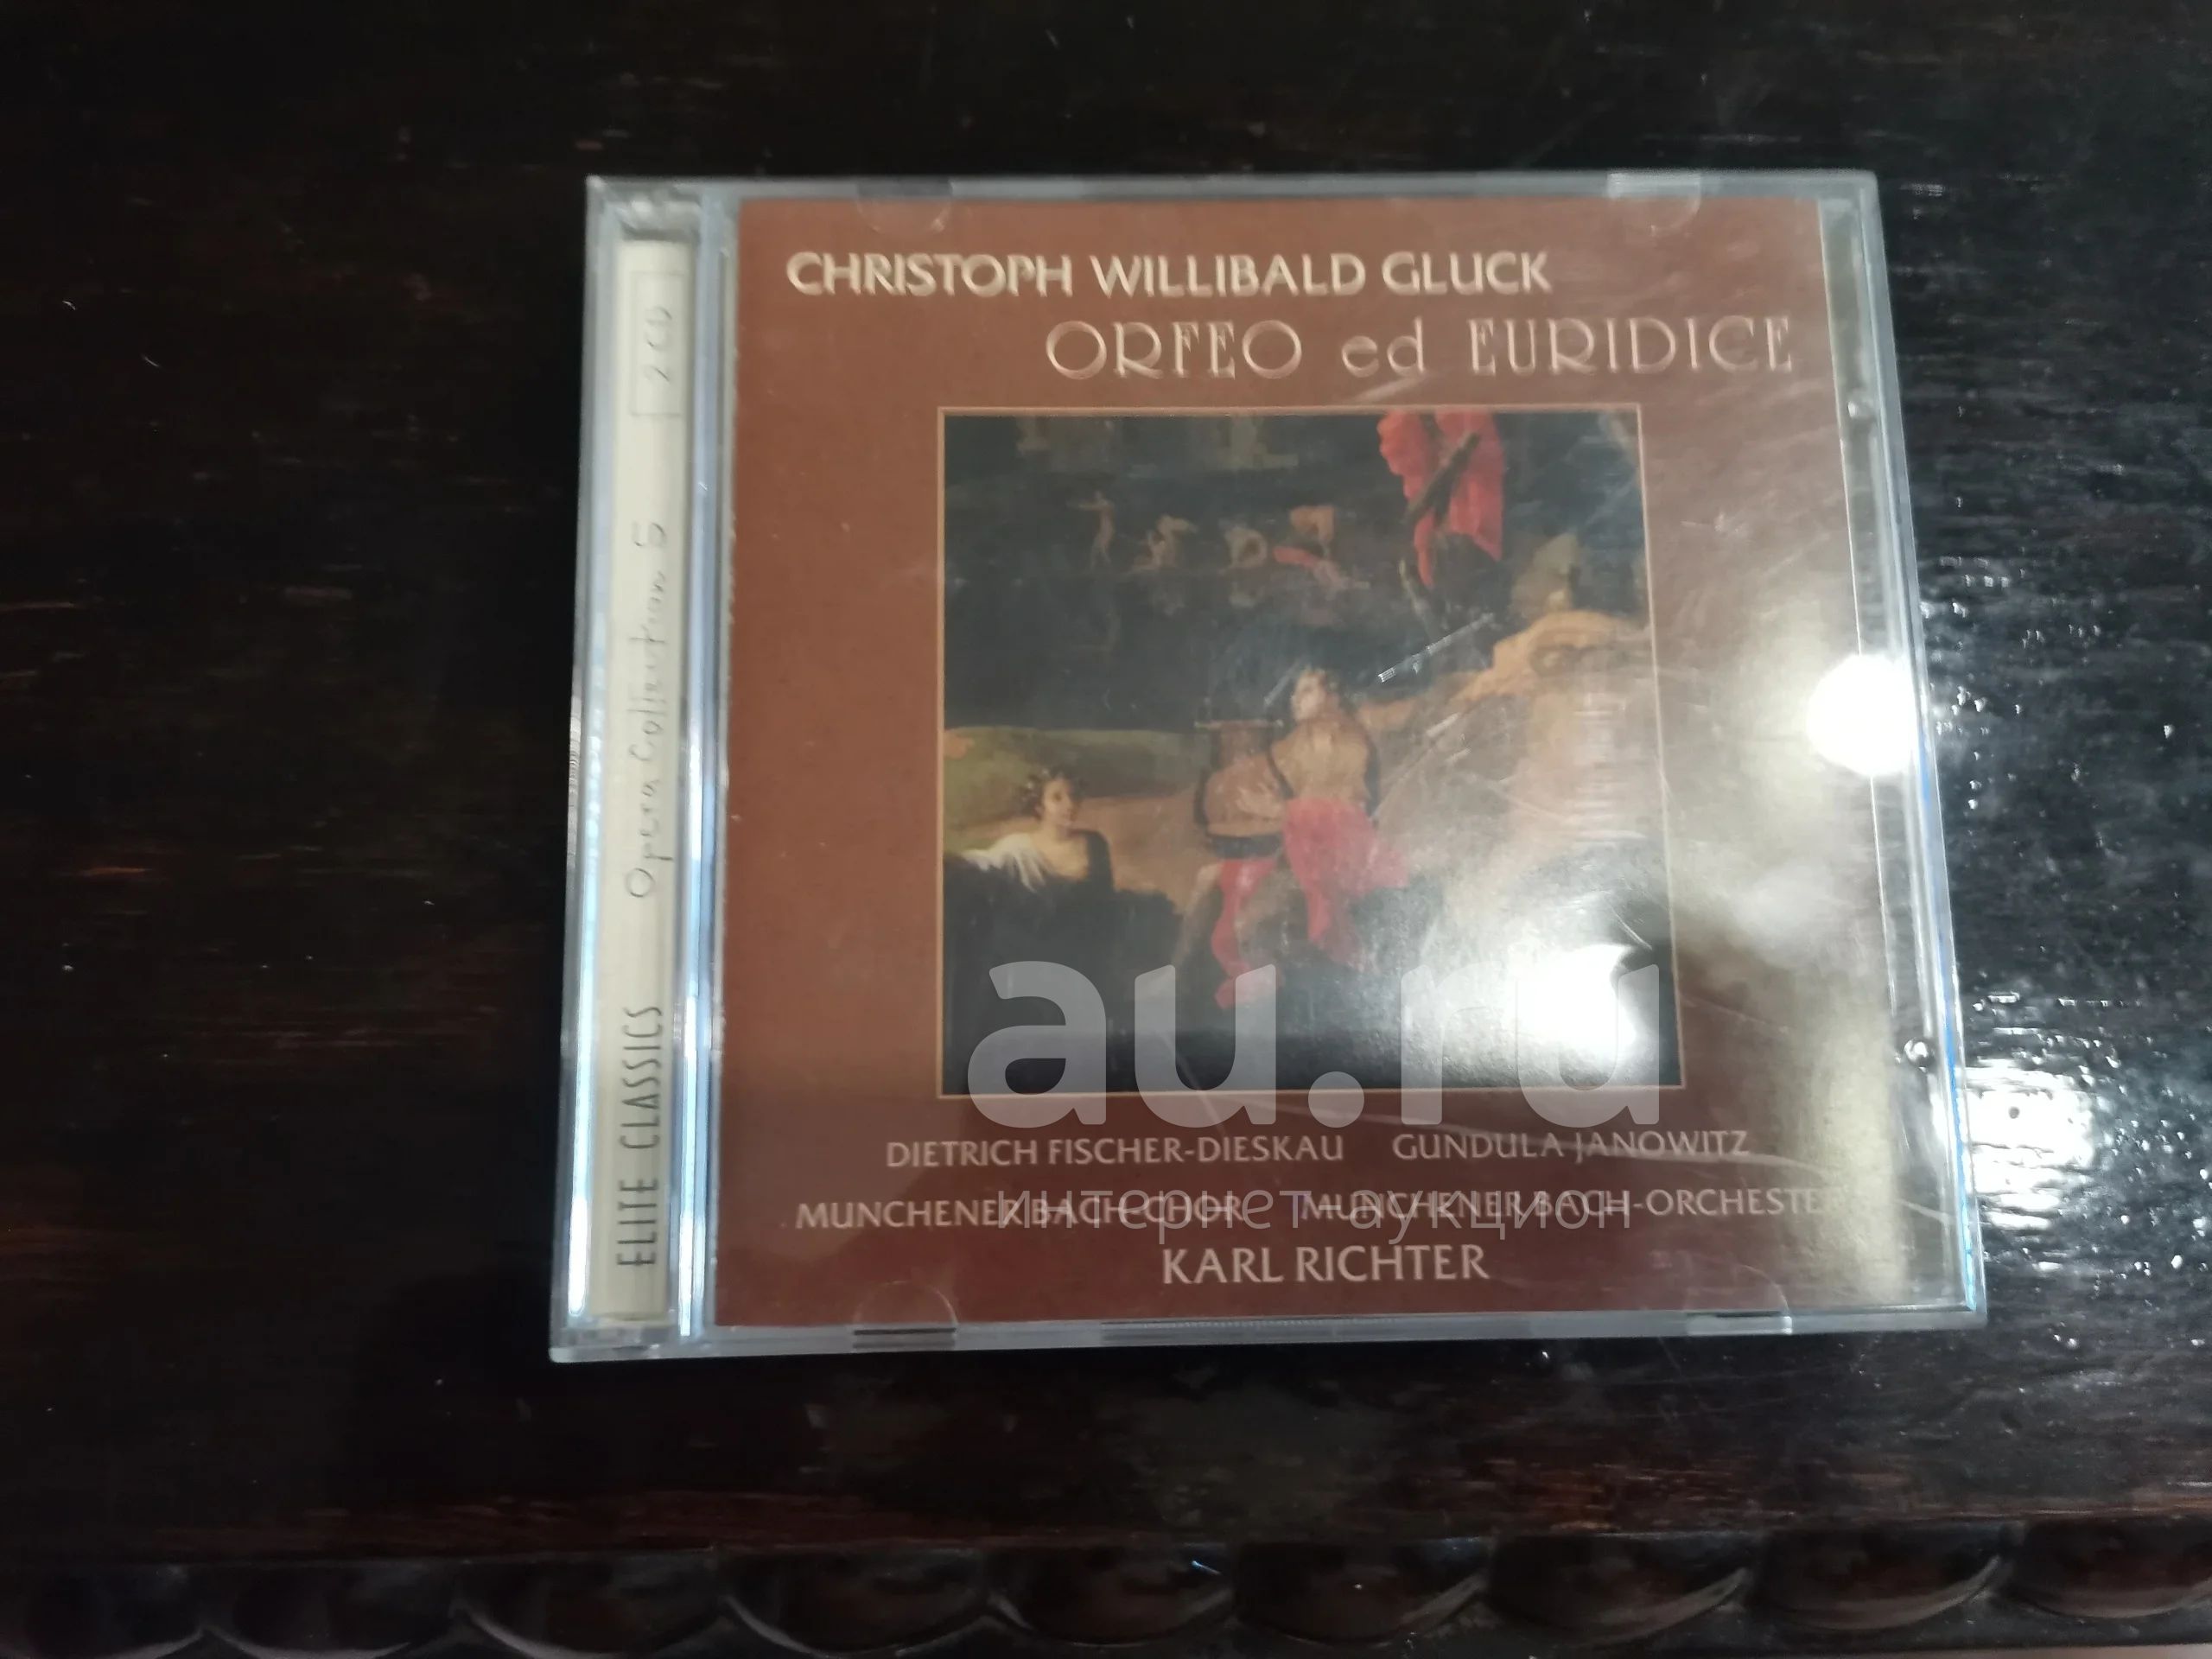 CHRISTOPH WILLIBALD GLUCK
ORFEO ed EURIDICE
DIETRICH FISCHER-DIESKAU GUNDULA JANOWITZ
MUNCHENER BACH-CHOR MUNCHENER BACH-ORCHESTER
KARL RICHTER
ELITE CLASSICS Opera Collection 5 2 CD
au.ru
интернет-аукцион